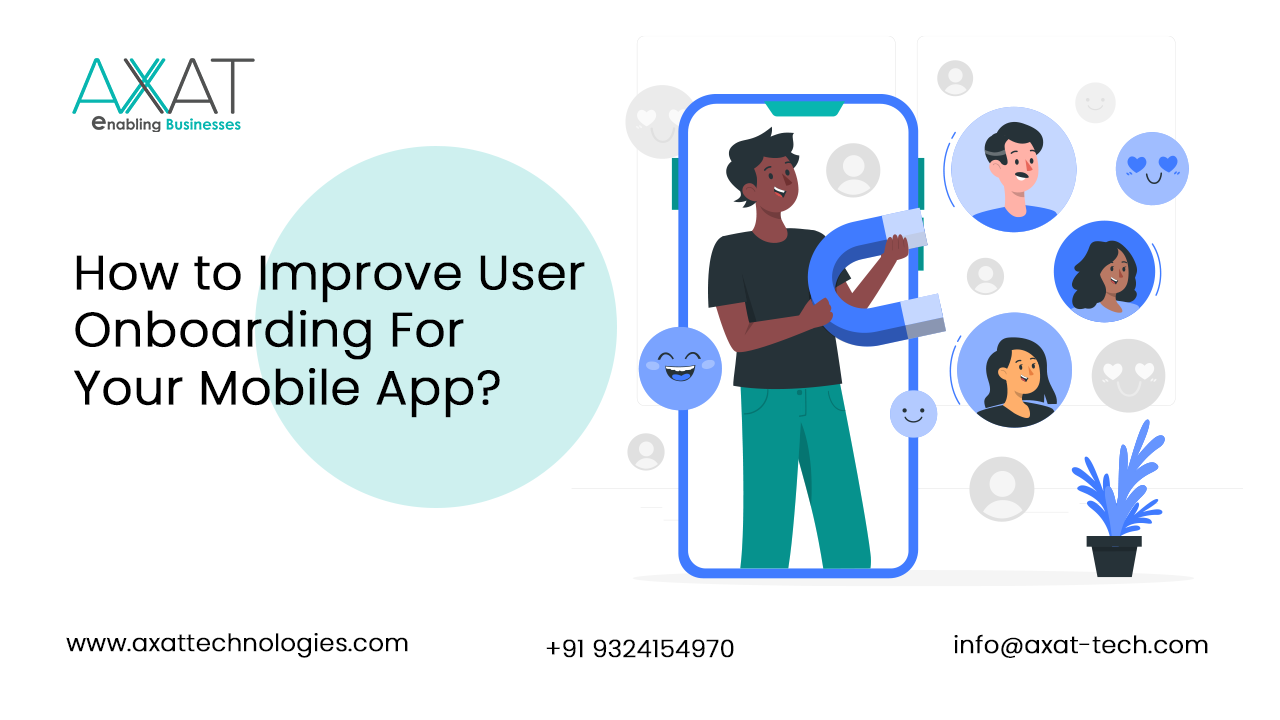 AXAT
enabling Businesses
How to Improve User
Onboarding For
Your Mobile App?
www.axattechnologies.com
+91 9324154970
info@axat-tech.com